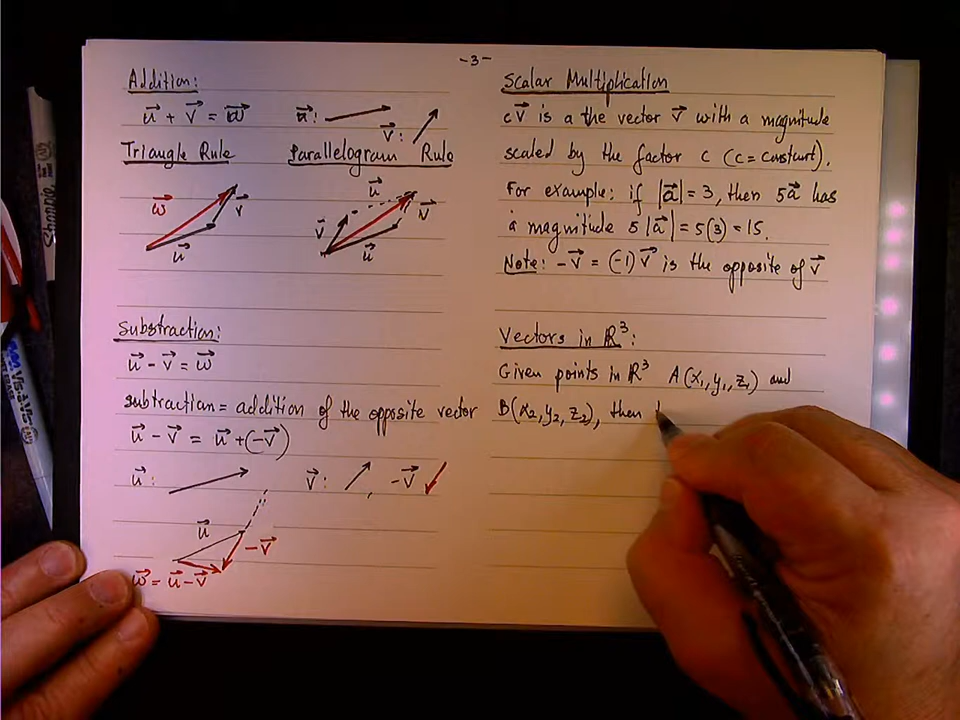 -3-
Addition:
u⃗ + v⃗ = w⃗
u⃗:
v⃗:
Triangle Rule
Parallelogram Rule
w⃗
v⃗
u⃗
u⃗
v⃗
v⃗
u⃗
Substraction:
u⃗ - v⃗ = w⃗
subtraction = addition of the opposite vector
u⃗ - v⃗ = u⃗ + (-v⃗)
u⃗:
v⃗: , -v⃗
u⃗
-v⃗
w⃗ = u⃗ - v⃗
Scalar Multiplication
cv⃗ is a the vector v⃗ with a magnitude
scaled by the factor c (c = constant).
For example: if |a⃗| = 3, then 5a⃗ has
a magnitude 5|a⃗| = 5(3) = 15.
Note: -v⃗ = (-1)v⃗ is the opposite of v⃗
Vectors in ℝ³:
Given points in ℝ³ A(x₁, y₁, z₁) and
B(x₂, y₂, z₂), then
Sharpie
VIS-À-VIS